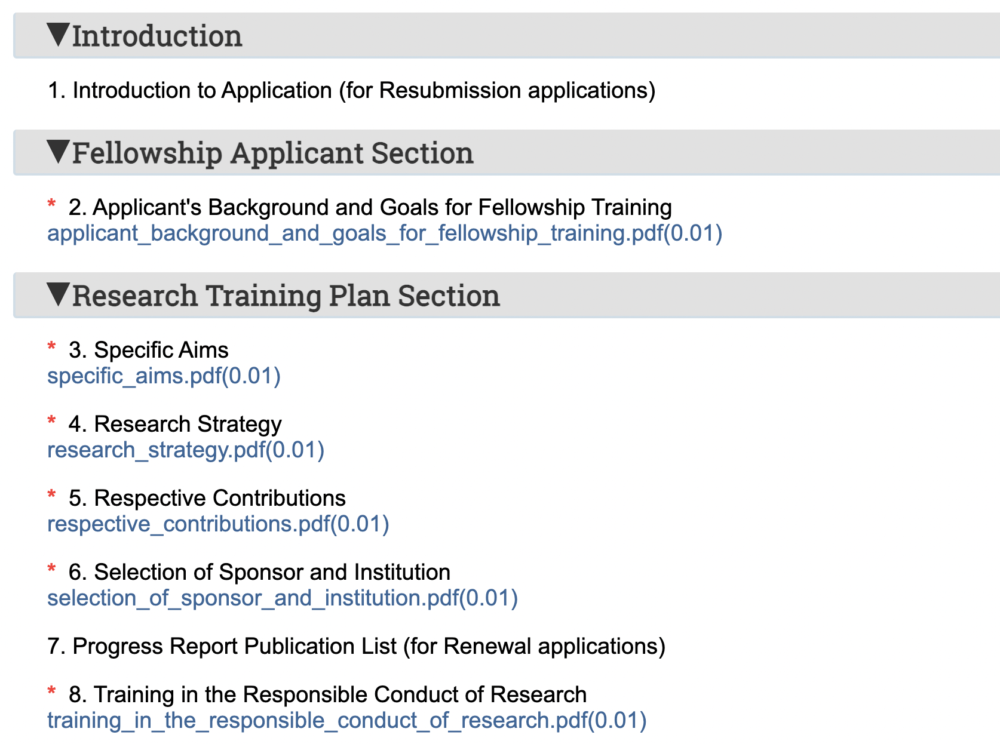 ▼Introduction
1. Introduction to Application (for Resubmission applications)
▼Fellowship Applicant Section
* 2. Applicant's Background and Goals for Fellowship Training
applicant_background_and_goals_for_fellowship_training.pdf(0.01)
▼Research Training Plan Section
* 3. Specific Aims
specific_aims.pdf(0.01)
* 4. Research Strategy
research_strategy.pdf(0.01)
* 5. Respective Contributions
respective_contributions.pdf(0.01)
* 6. Selection of Sponsor and Institution
selection_of_sponsor_and_institution.pdf(0.01)
7. Progress Report Publication List (for Renewal applications)
* 8. Training in the Responsible Conduct of Research
training_in_the_responsible_conduct_of_research.pdf(0.01)